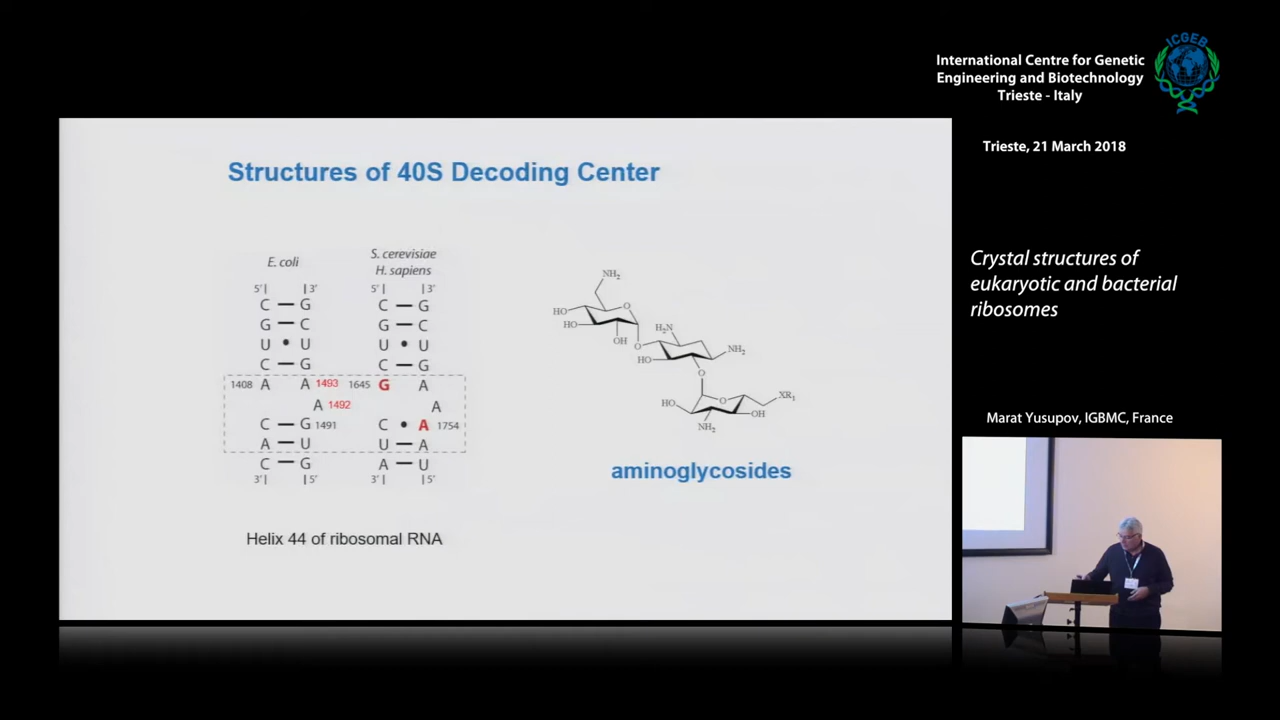 ICGEB
International Centre for Genetic
Engineering and Biotechnology
Trieste - Italy
Trieste, 21 March 2018
Structures of 40S Decoding Center
E. coli
S. cerevisiae
H. sapiens
5' 3' 5' 3'
C G C G
G C G C
U U U U
C G C G
1408 A A 1493 1645 G A
A 1492 A
C G 1491 C A 1754
A U U A
C G A U
3' 5' 3' 5'
Helix 44 of ribosomal RNA
NH2
HO
O
HO
OH
O
H2N
NH2
HO
O
HO
O
XR1
OH
NH2
aminoglycosides
Crystal structures of
eukaryotic and bacterial
ribosomes
Marat Yusupov, IGBMC, France